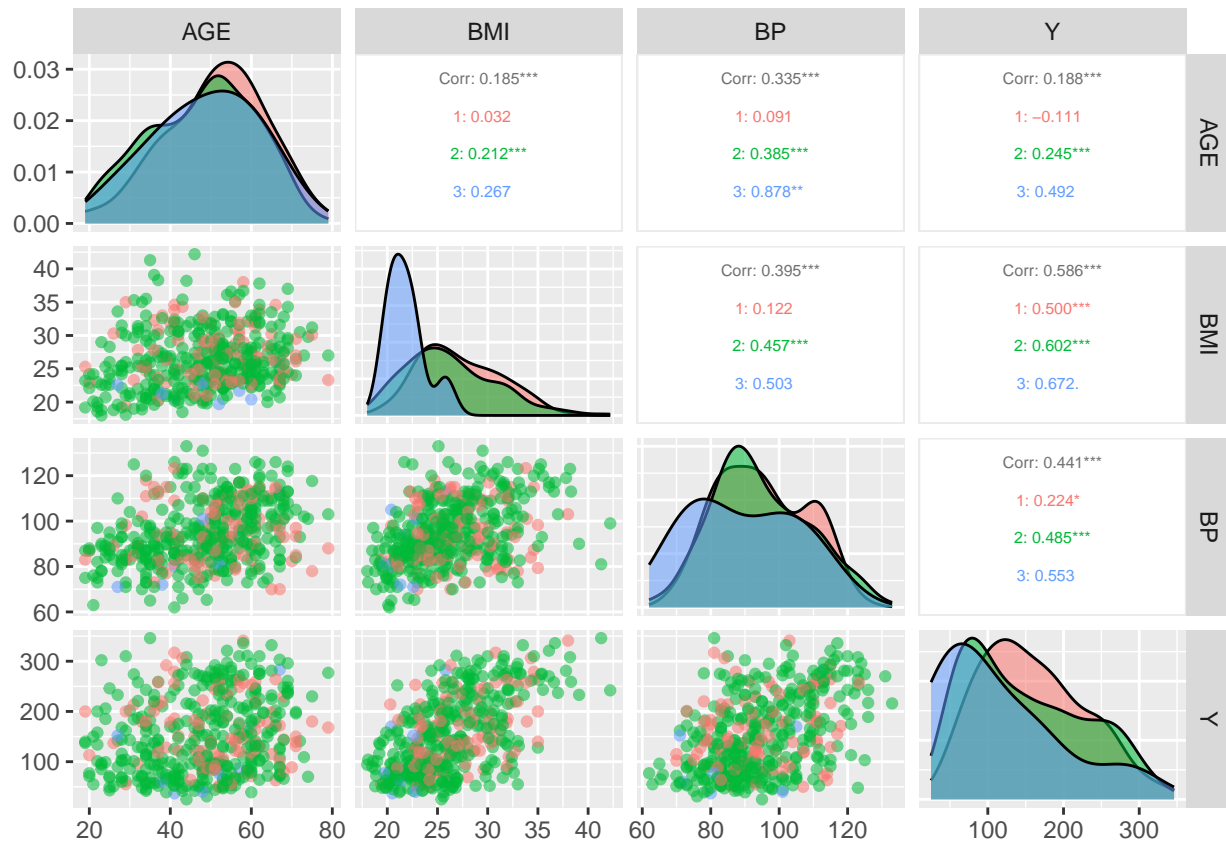 AGE BMI BP Y
0.03
0.02
0.01
0.00
Corr: 0.185***
1: 0.032
2: 0.212***
3: 0.267
Corr: 0.335***
1: 0.091
2: 0.385***
3: 0.878**
Corr: 0.188***
1: −0.111
2: 0.245***
3: 0.492
AGE
40
35
30
25
20
Corr: 0.395***
1: 0.122
2: 0.457***
3: 0.503
Corr: 0.586***
1: 0.500***
2: 0.602***
3: 0.672.
BMI
120
100
80
60
Corr: 0.441***
1: 0.224*
2: 0.485***
3: 0.553
BP
300
200
100
Y
20 40 60 80 20 25 30 35 40 60 80 100 120 100 200 300